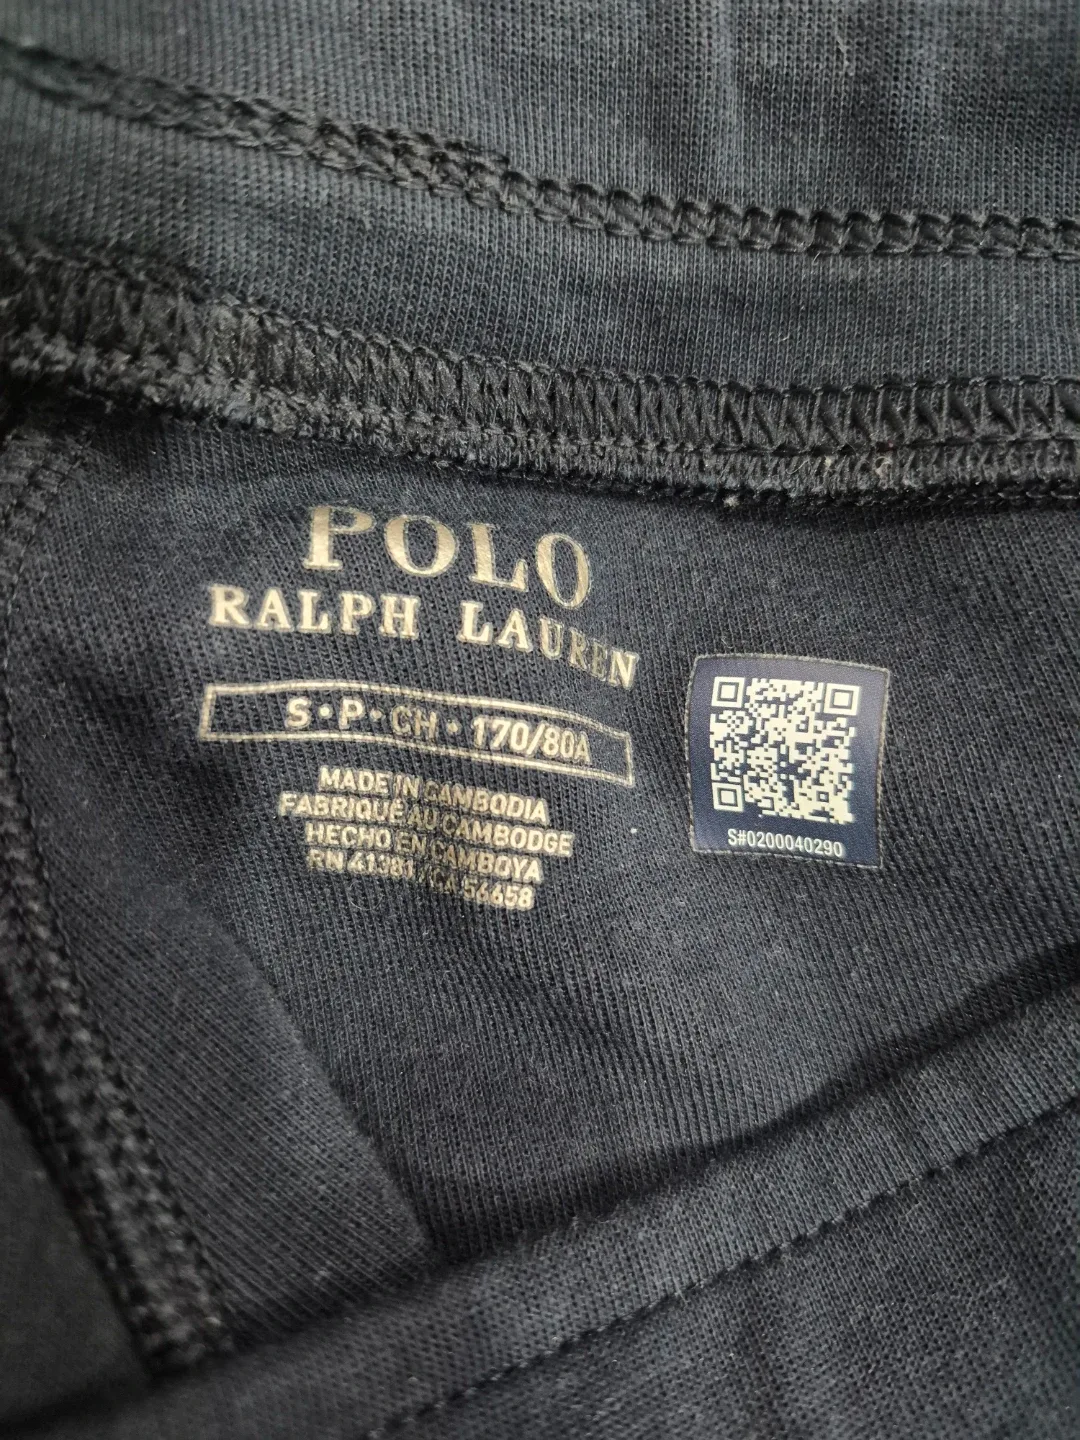 POLO
RALPH LAUREN
S•P•CH•170/80A
MADE IN CAMBODIA
FABRIQUÉ AU CAMBODGE
HECHO EN CAMBOYA
RN 41381 /CA 56658
S#0200040290